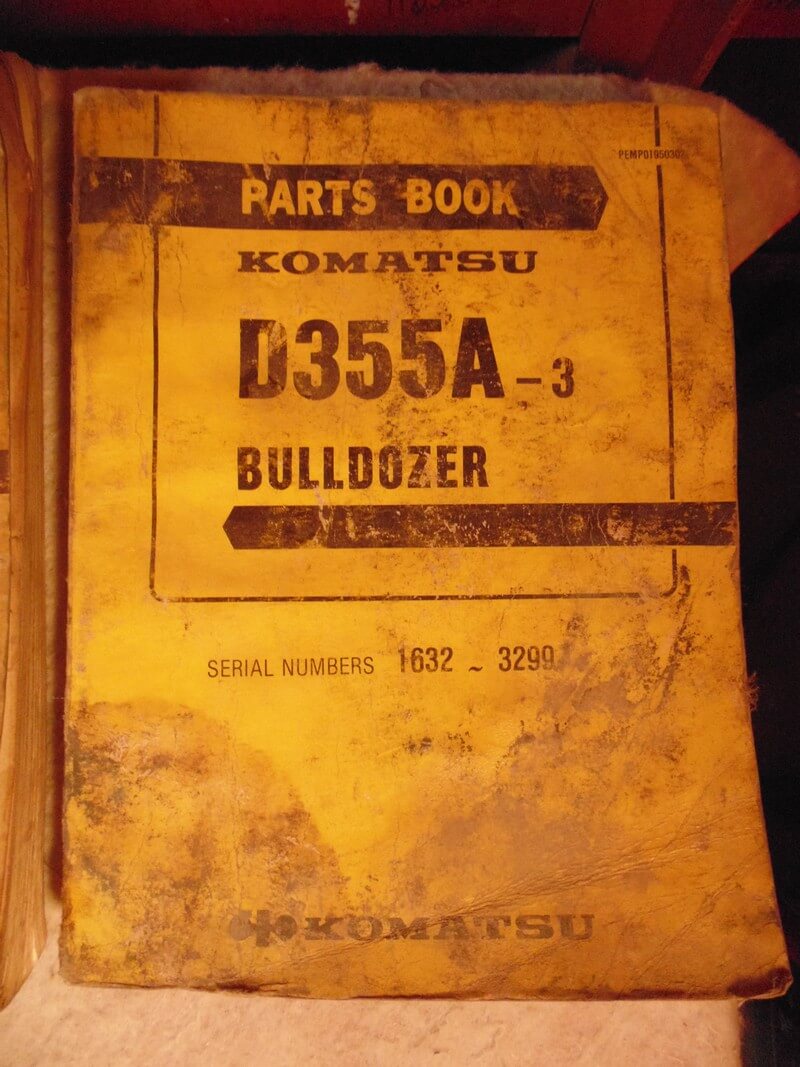 PEMP01050302
PARTS BOOK
KOMATSU
D355A-3
BULLDOZER
SERIAL NUMBERS 1632 ~ 3299
KOMATSU